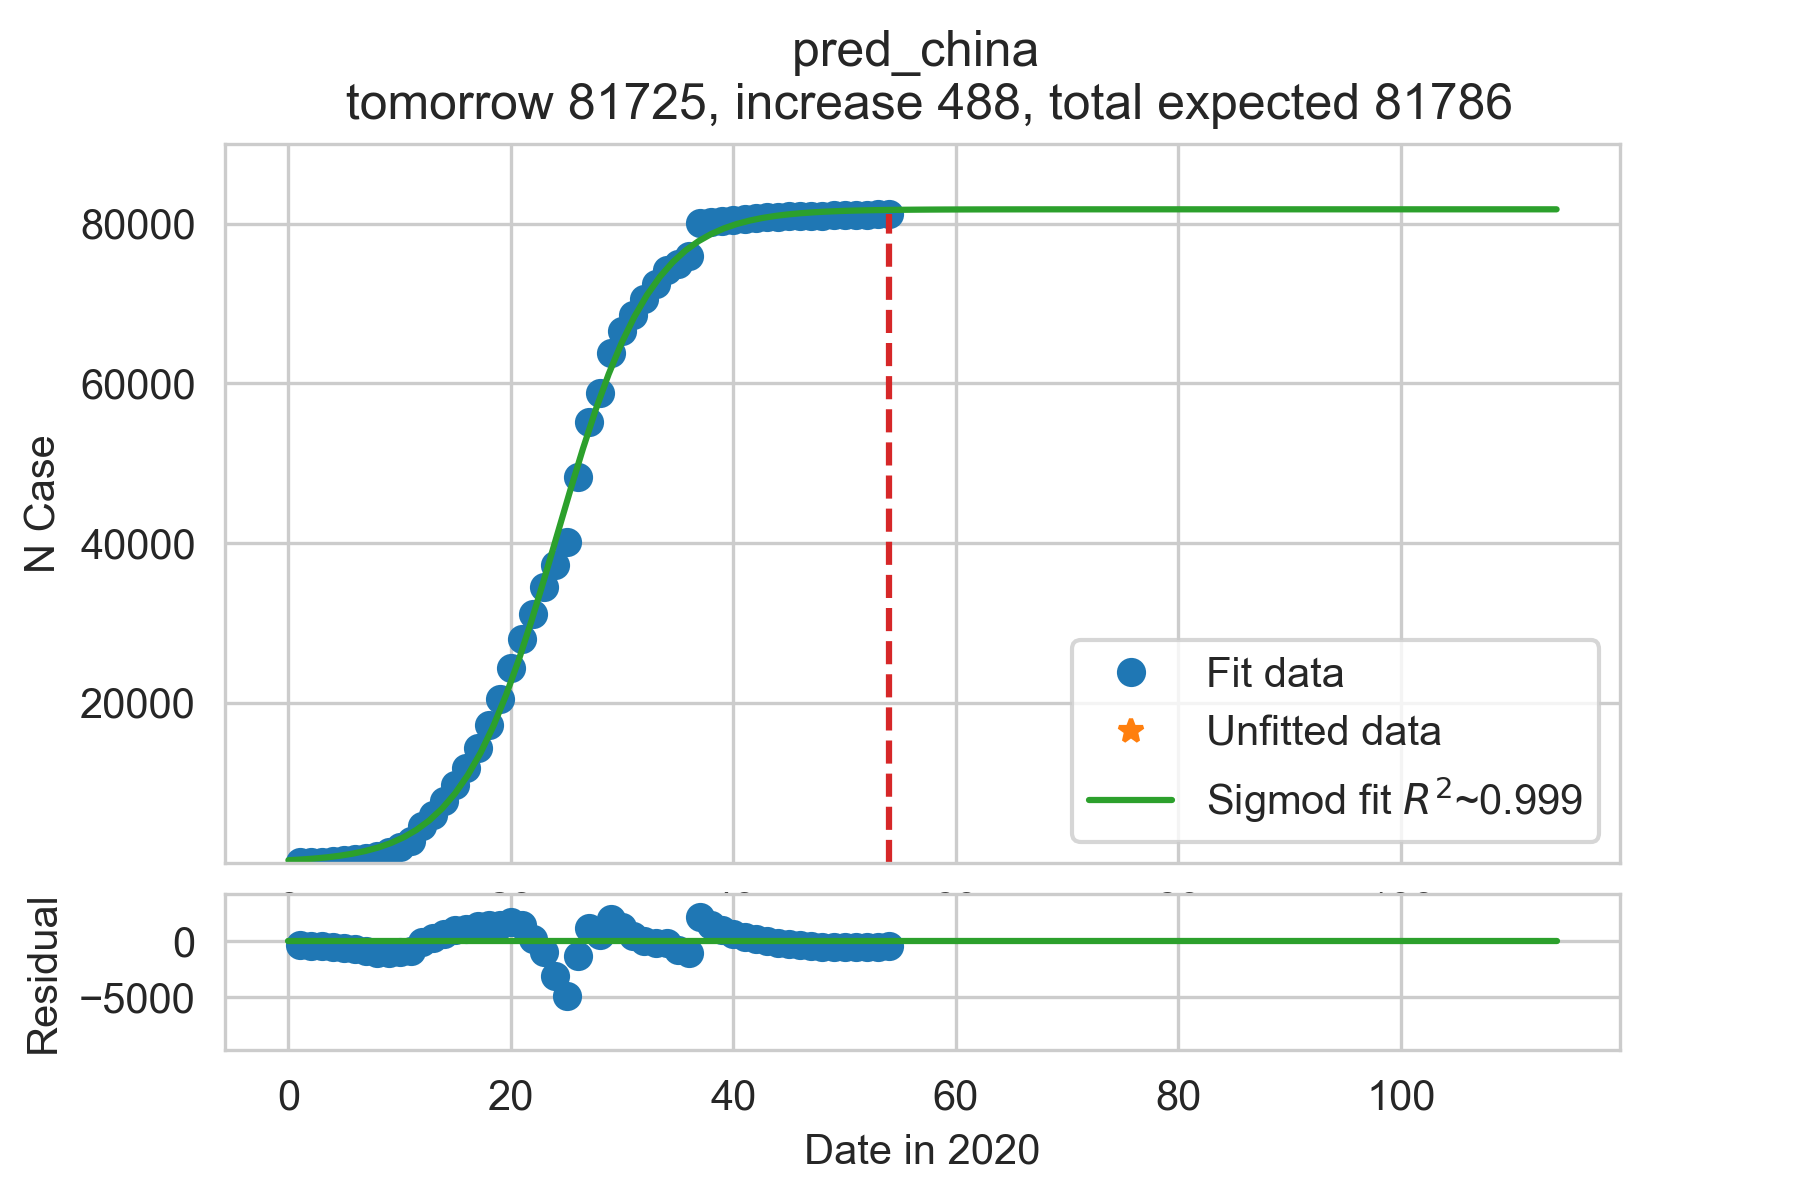 pred_china
tomorrow 81725, increase 488, total expected 81786
80000
60000
40000
20000
N Case
Fit data
Unfitted data
Sigmod fit R²~0.999
0
−5000
Residual
0 20 40 60 80 100
Date in 2020